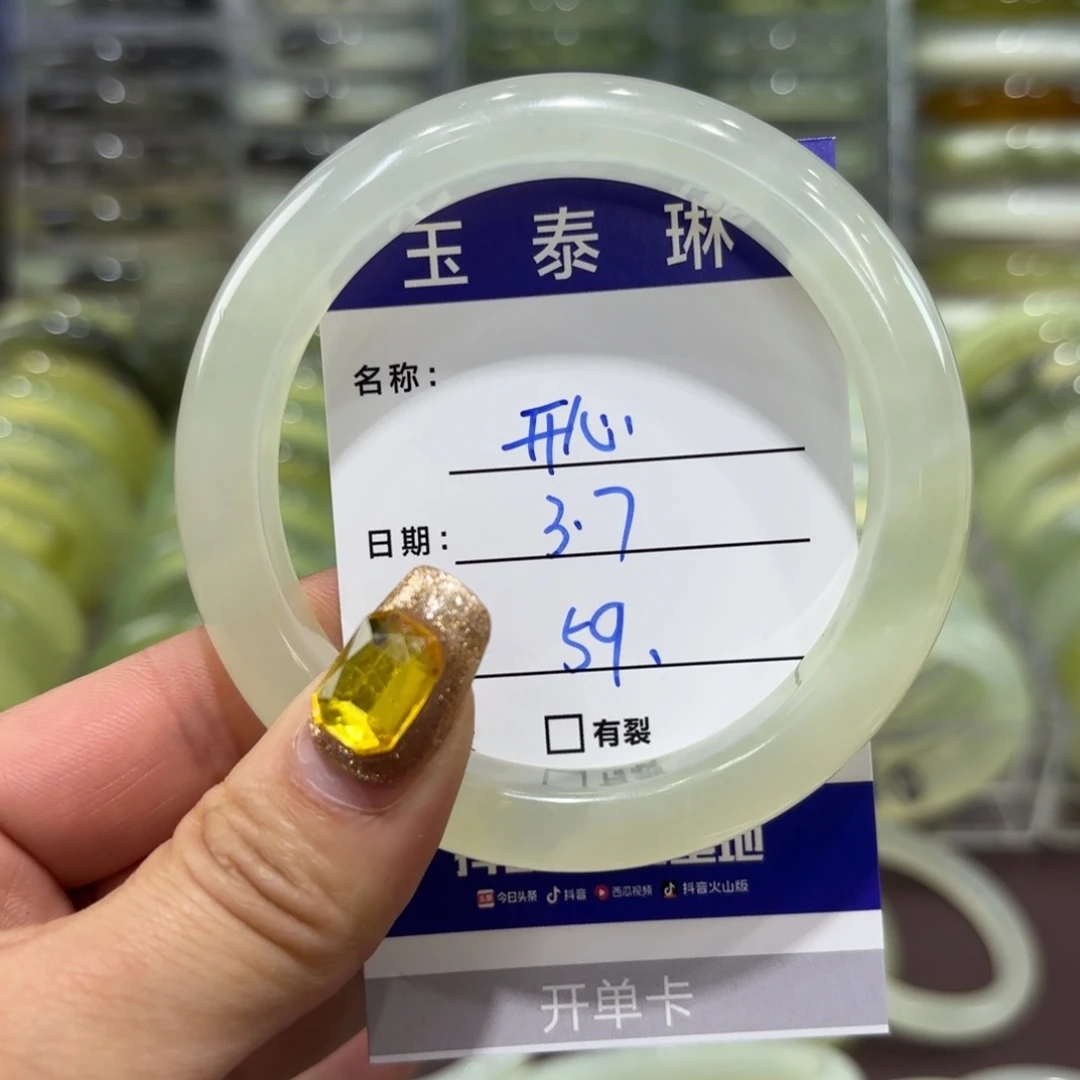 玉泰琳
名称：开心
日期：3.7
59.
□有裂
今日头条 抖音 西瓜视频 抖音火山版
开单卡